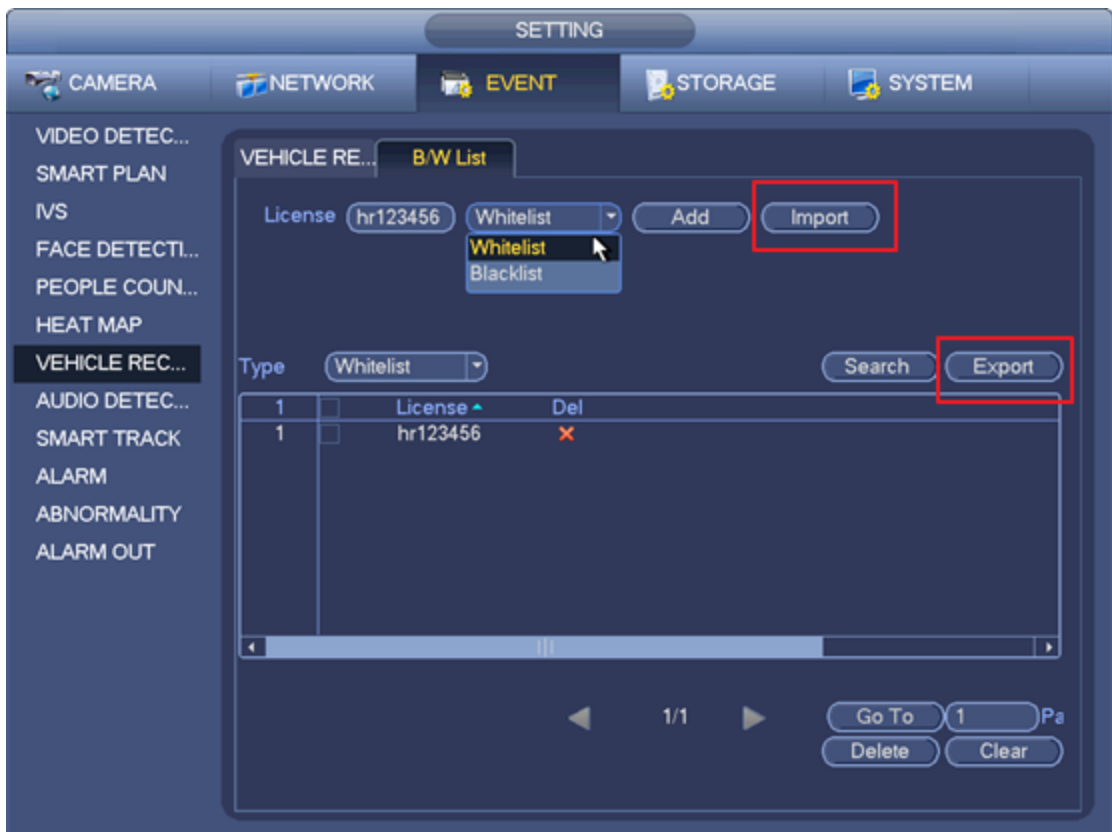 SETTING
CAMERA NETWORK EVENT STORAGE SYSTEM
VIDEO DETEC...
SMART PLAN
IVS
FACE DETECTI...
PEOPLE COUN...
HEAT MAP
VEHICLE REC...
AUDIO DETEC...
SMART TRACK
ALARM
ABNORMALITY
ALARM OUT
VEHICLE RE... B/W List
License hr123456 Whitelist Add Import
Whitelist
Blacklist
Type Whitelist Search Export
1 License Del
1 hr123456
1/1 Go To 1 Pa
Delete Clear